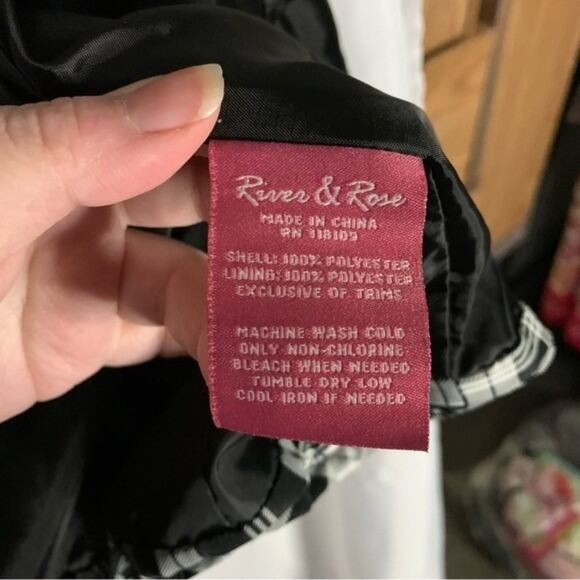 River & Rose
MADE IN CHINA
RN 118109
SHELL: 100% POLYESTER
LINING: 100% POLYESTER
EXCLUSIVE OF TRIMS
MACHINE WASH COLD
ONLY NON-CHLORINE
BLEACH WHEN NEEDED
TUMBLE DRY LOW
COOL IRON IF NEEDED